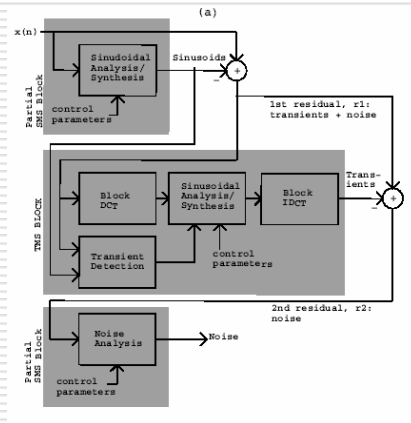 (a)
x(n)
Partial
SMS Block
Sinudoidal
Analysis/
Synthesis
Sinusoids
+
control
parameters
1st residual, r1:
transients + noise
TMS BLOCK
Block
DCT
Sinusoidal
Analysis/
Synthesis
Block
IDCT
Trans-
ients
+
Transient
Detection
control
parameters
2nd residual, r2:
noise
Partial
SMS Block
Noise
Analysis
Noise
control
parameters